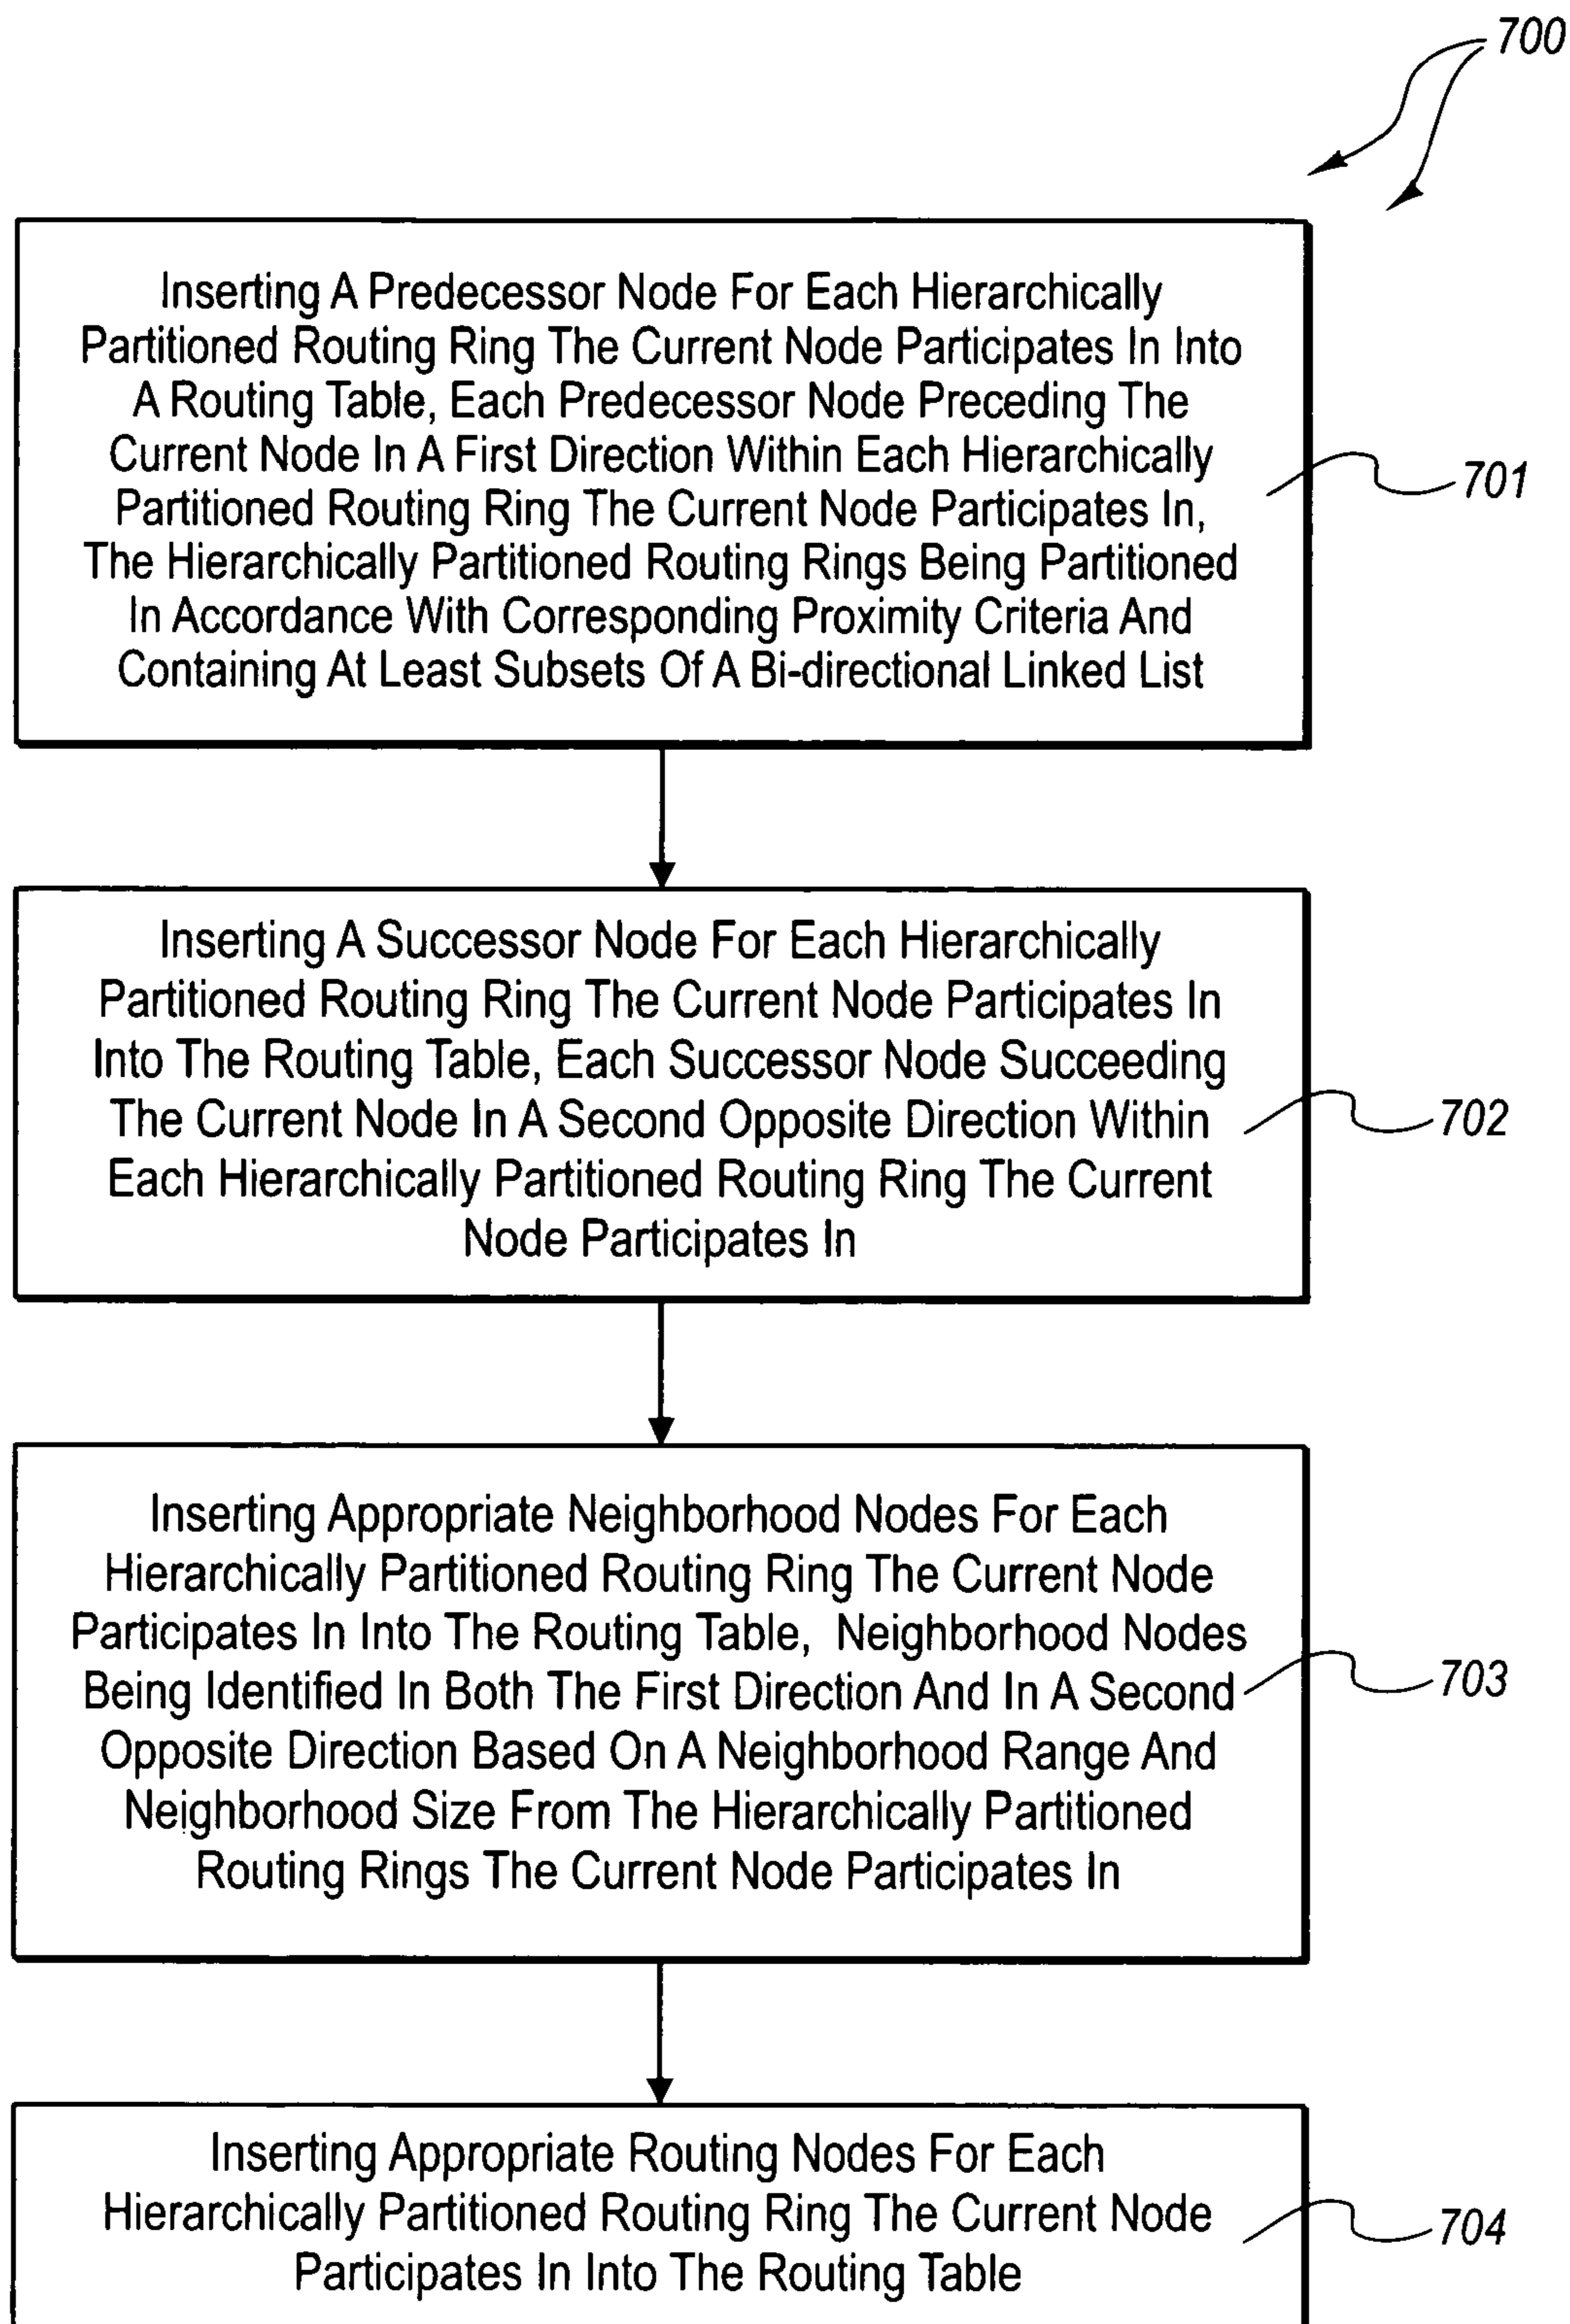 700
Inserting A Predecessor Node For Each Hierarchically
Partitioned Routing Ring The Current Node Participates In Into
A Routing Table, Each Predecessor Node Preceding The
Current Node In A First Direction Within Each Hierarchically
Partitioned Routing Ring The Current Node Participates In,
The Hierarchically Partitioned Routing Rings Being Partitioned
In Accordance With Corresponding Proximity Criteria And
Containing At Least Subsets Of A Bi-directional Linked List
701
Inserting A Successor Node For Each Hierarchically
Partitioned Routing Ring The Current Node Participates In
Into The Routing Table, Each Successor Node Succeeding
The Current Node In A Second Opposite Direction Within
Each Hierarchically Partitioned Routing Ring The Current
Node Participates In
702
Inserting Appropriate Neighborhood Nodes For Each
Hierarchically Partitioned Routing Ring The Current Node
Participates In Into The Routing Table, Neighborhood Nodes
Being Identified In Both The First Direction And In A Second
Opposite Direction Based On A Neighborhood Range And
Neighborhood Size From The Hierarchically Partitioned
Routing Rings The Current Node Participates In
703
Inserting Appropriate Routing Nodes For Each
Hierarchically Partitioned Routing Ring The Current Node
Participates In Into The Routing Table
704